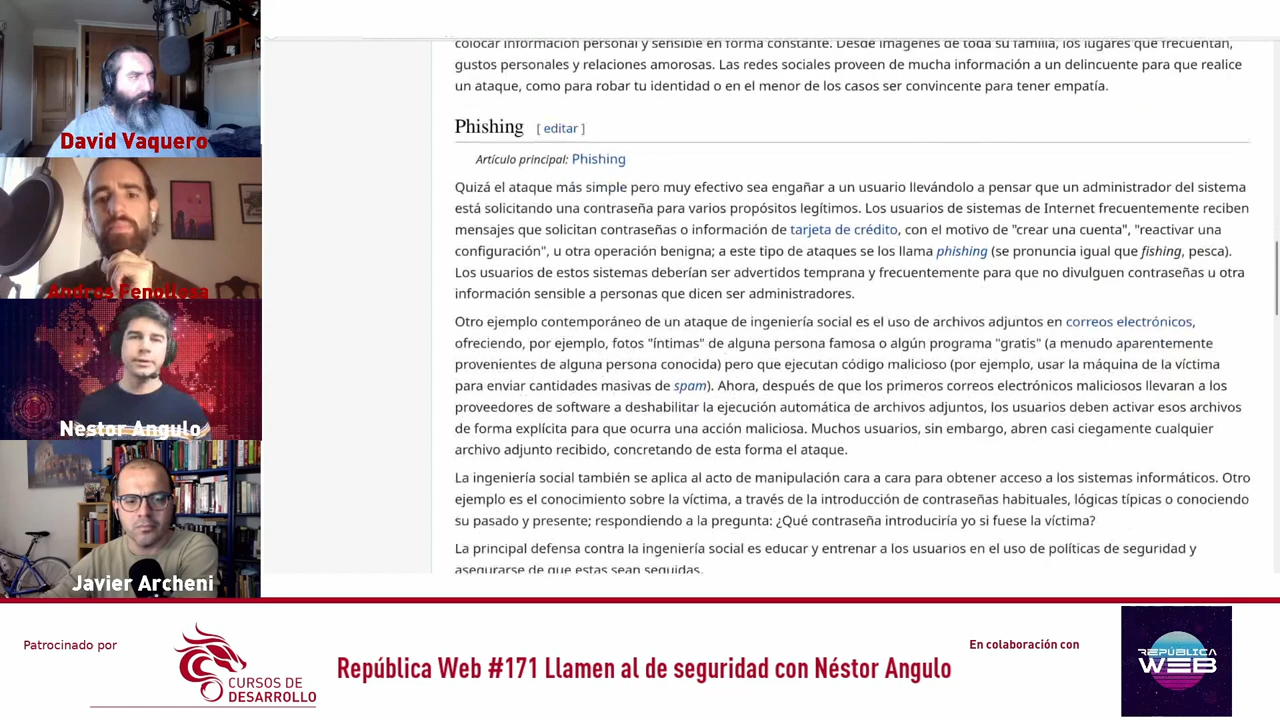 colocar información personal y sensible en forma constante. Desde imágenes de toda su familia, los lugares que frecuentan,
gustos personales y relaciones amorosas. Las redes sociales proveen de mucha información a un delincuente para que realice
un ataque, como para robar tu identidad o en el menor de los casos ser convincente para tener empatía.
Phishing [ editar ]
Artículo principal: Phishing
Quizá el ataque más simple pero muy efectivo sea engañar a un usuario llevándolo a pensar que un administrador del sistema
está solicitando una contraseña para varios propósitos legítimos. Los usuarios de sistemas de Internet frecuentemente reciben
mensajes que solicitan contraseñas o información de tarjeta de crédito, con el motivo de "crear una cuenta", "reactivar una
configuración", u otra operación benigna; a este tipo de ataques se los llama phishing (se pronuncia igual que fishing, pesca).
Los usuarios de estos sistemas deberían ser advertidos temprana y frecuentemente para que no divulguen contraseñas u otra
información sensible a personas que dicen ser administradores.
Otro ejemplo contemporáneo de un ataque de ingeniería social es el uso de archivos adjuntos en correos electrónicos,
ofreciendo, por ejemplo, fotos "íntimas" de alguna persona famosa o algún programa "gratis" (a menudo aparentemente
provenientes de alguna persona conocida) pero que ejecutan código malicioso (por ejemplo, usar la máquina de la víctima
para enviar cantidades masivas de spam). Ahora, después de que los primeros correos electrónicos maliciosos llevaran a los
proveedores de software a deshabilitar la ejecución automática de archivos adjuntos, los usuarios deben activar esos archivos
de forma explícita para que ocurra una acción maliciosa. Muchos usuarios, sin embargo, abren casi ciegamente cualquier
archivo adjunto recibido, concretando de esta forma el ataque.
La ingeniería social también se aplica al acto de manipulación cara a cara para obtener acceso a los sistemas informáticos. Otro
ejemplo es el conocimiento sobre la víctima, a través de la introducción de contraseñas habituales, lógicas típicas o conociendo
su pasado y presente; respondiendo a la pregunta: ¿Qué contraseña introduciría yo si fuese la víctima?
La principal defensa contra la ingeniería social es educar y entrenar a los usuarios en el uso de políticas de seguridad y
asegurarse de que estas sean seguidas.
David Vaquero
Andros Fenollosa
Nestor Angulo
Javier Archeni
Patrocinado por
CURSOS DE
DESARROLLO
República Web #171 Llamen al de seguridad con Néstor Angulo
En colaboración con
REPÚBLICA
WEB